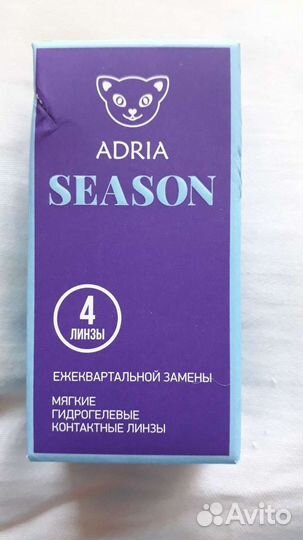 ADRIA
SEASON
4
ЛИНЗЫ
ЕЖЕКВАРТАЛЬНОЙ ЗАМЕНЫ
МЯГКИЕ
ГИДРОГЕЛЕВЫЕ
КОНТАКТНЫЕ ЛИНЗЫ
Avito